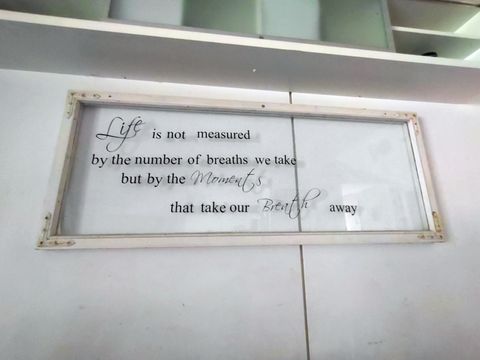 Life is not measured
by the number of breaths we take
but by the Moments
that take our Breath away